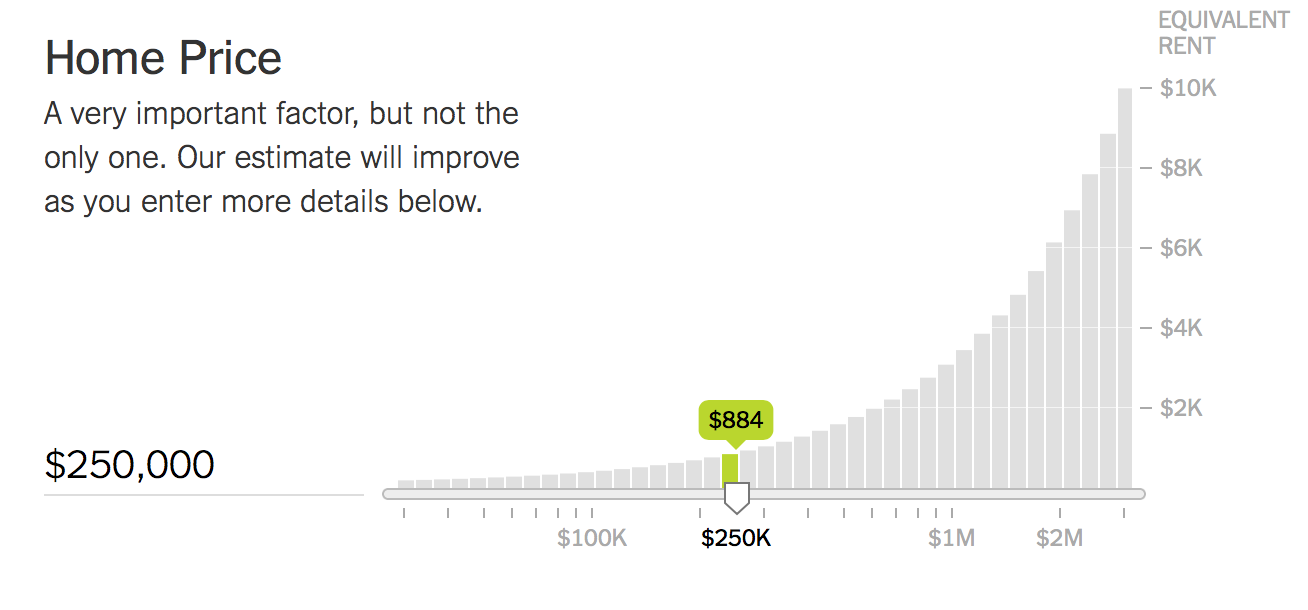 Home Price
A very important factor, but not the
only one. Our estimate will improve
as you enter more details below.
$250,000
EQUIVALENT
RENT
$10K
$8K
$6K
$4K
$2K
$884
$100K
$250K
$1M
$2M